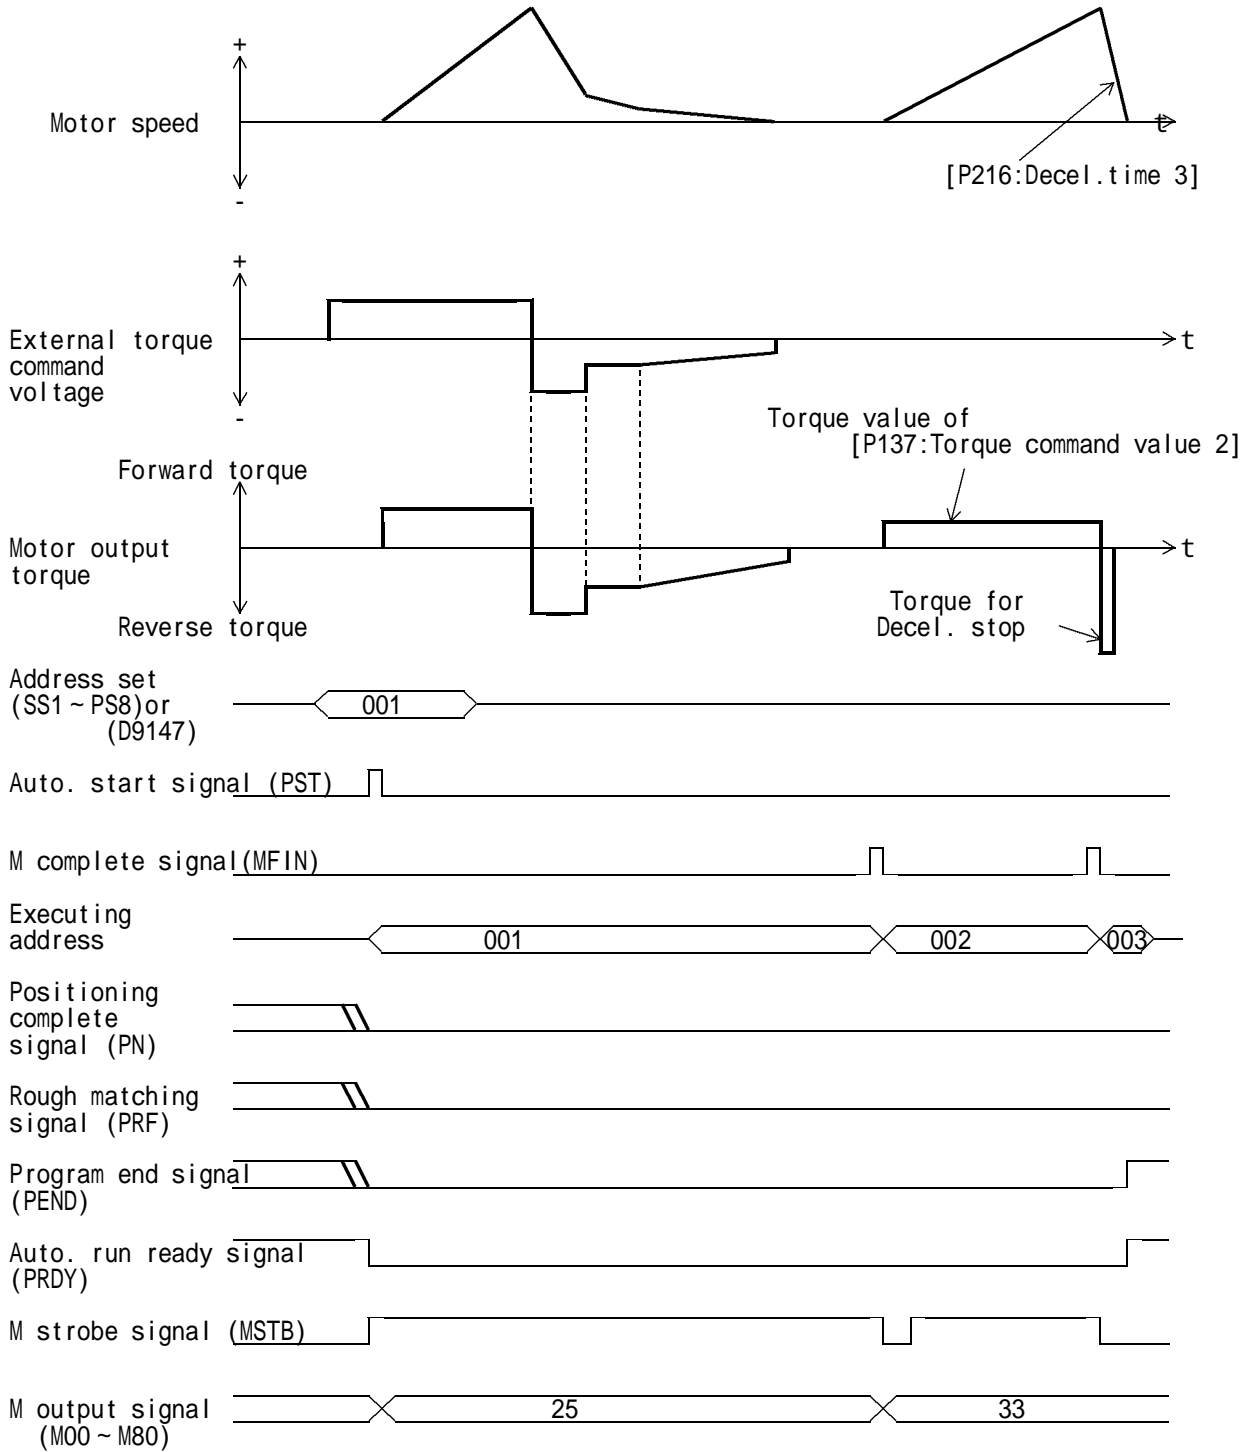 +
Motor speed
t
[P216:Decel.time 3]
-
+
External torque
command
voltage
t
-
Torque value of
[P137:Torque command value 2]
Forward torque
Motor output
torque
t
Torque for
Decel. stop
Reverse torque
Address set
(SS1～PS8)or
(D9147)
001
Auto. start signal (PST)
M complete signal(MFIN)
Executing
address
001
002
003
Positioning
complete
signal (PN)
Rough matching
signal (PRF)
Program end signal
(PEND)
Auto. run ready signal
(PRDY)
M strobe signal (MSTB)
M output signal
(M00～M80)
25
33